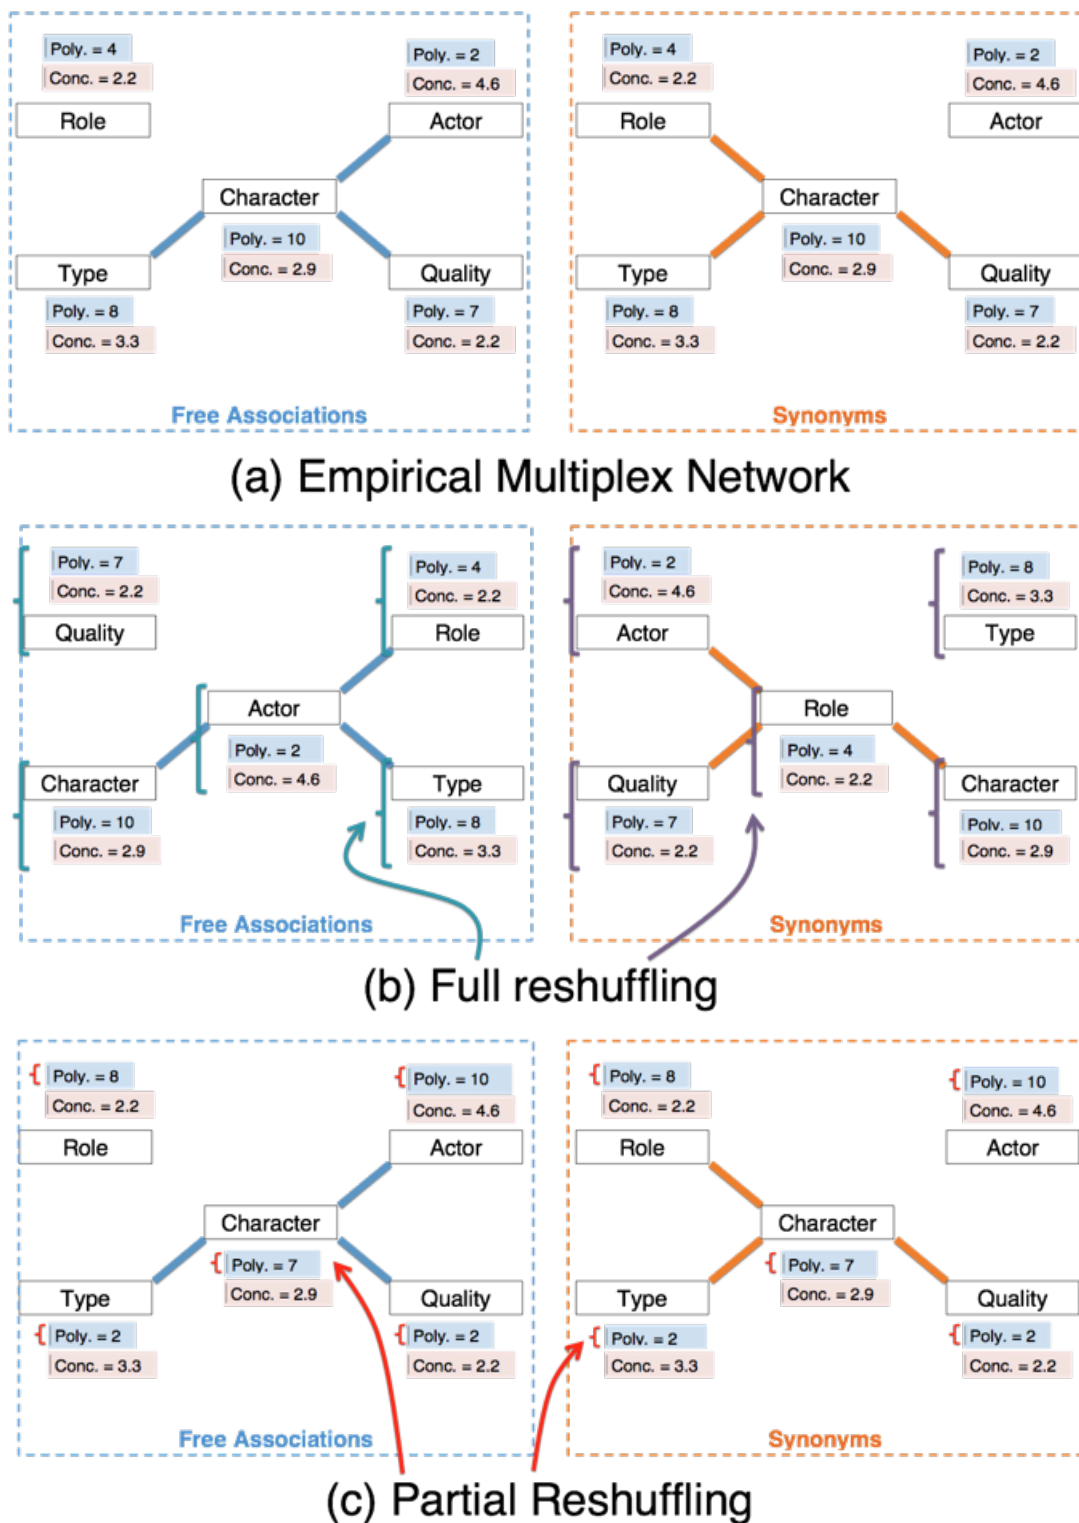 Poly. = 4
Conc. = 2.2
Role
Poly. = 2
Conc. = 4.6
Actor
Character
Poly. = 10
Conc. = 2.9
Type
Poly. = 8
Conc. = 3.3
Quality
Poly. = 7
Conc. = 2.2
Free Associations
Poly. = 4
Conc. = 2.2
Role
Poly. = 2
Conc. = 4.6
Actor
Character
Poly. = 10
Conc. = 2.9
Type
Poly. = 8
Conc. = 3.3
Quality
Poly. = 7
Conc. = 2.2
Synonyms
(a) Empirical Multiplex Network
Poly. = 7
Conc. = 2.2
Quality
Poly. = 4
Conc. = 2.2
Role
Actor
Poly. = 2
Conc. = 4.6
Character
Poly. = 10
Conc. = 2.9
Type
Poly. = 8
Conc. = 3.3
Free Associations
Poly. = 2
Conc. = 4.6
Actor
Poly. = 8
Conc. = 3.3
Type
Role
Poly. = 4
Conc. = 2.2
Quality
Poly. = 7
Conc. = 2.2
Character
Poly. = 10
Conc. = 2.9
Synonyms
(b) Full reshuffling
Poly. = 8
Conc. = 2.2
Role
Poly. = 10
Conc. = 4.6
Actor
Character
Poly. = 7
Conc. = 2.9
Type
Poly. = 2
Conc. = 3.3
Quality
Poly. = 2
Conc. = 2.2
Free Associations
Poly. = 8
Conc. = 2.2
Role
Poly. = 10
Conc. = 4.6
Actor
Character
Poly. = 7
Conc. = 2.9
Type
Poly. = 2
Conc. = 3.3
Quality
Poly. = 2
Conc. = 2.2
Synonyms
(c) Partial Reshuffling